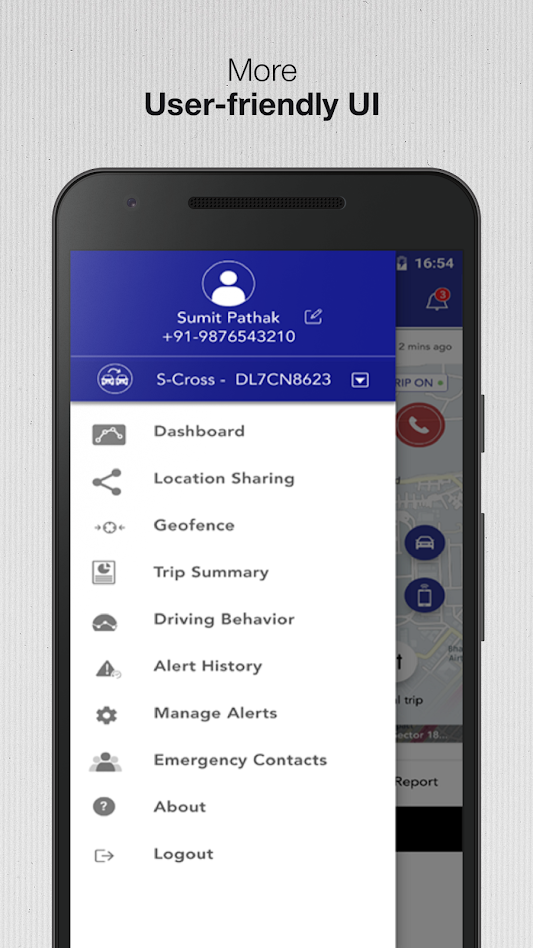 More
User-friendly UI
16:54
3
Sumit Pathak
+91-9876543210
2 mins ago
S-Cross - DL7CN8623
RIP ON
Dashboard
Location Sharing
Geofence
Trip Summary
Driving Behavior
Alert History
l trip
Manage Alerts
ector 18...
Emergency Contacts
Report
About
Logout